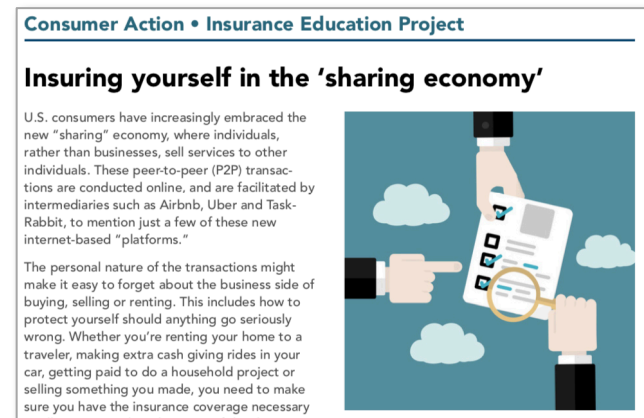 Consumer Action • Insurance Education Project
Insuring yourself in the ‘sharing economy’
U.S. consumers have increasingly embraced the
new “sharing” economy, where individuals,
rather than businesses, sell services to other
individuals. These peer-to-peer (P2P) transac-
tions are conducted online, and are facilitated by
intermediaries such as Airbnb, Uber and Task-
Rabbit, to mention just a few of these new
internet-based “platforms.”
The personal nature of the transactions might
make it easy to forget about the business side of
buying, selling or renting. This includes how to
protect yourself should anything go seriously
wrong. Whether you’re renting your home to a
traveler, making extra cash giving rides in your
car, getting paid to do a household project or
selling something you made, you need to make
sure you have the insurance coverage necessary